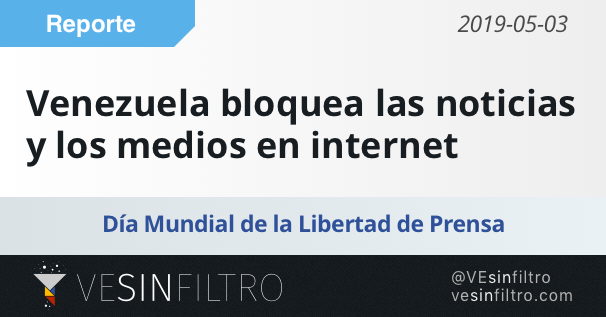 Reporte
2019-05-03
Venezuela bloquea las noticias
y los medios en internet
Día Mundial de la Libertad de Prensa
VESINFILTRO
@VEsinfiltro
vesinfiltro.com